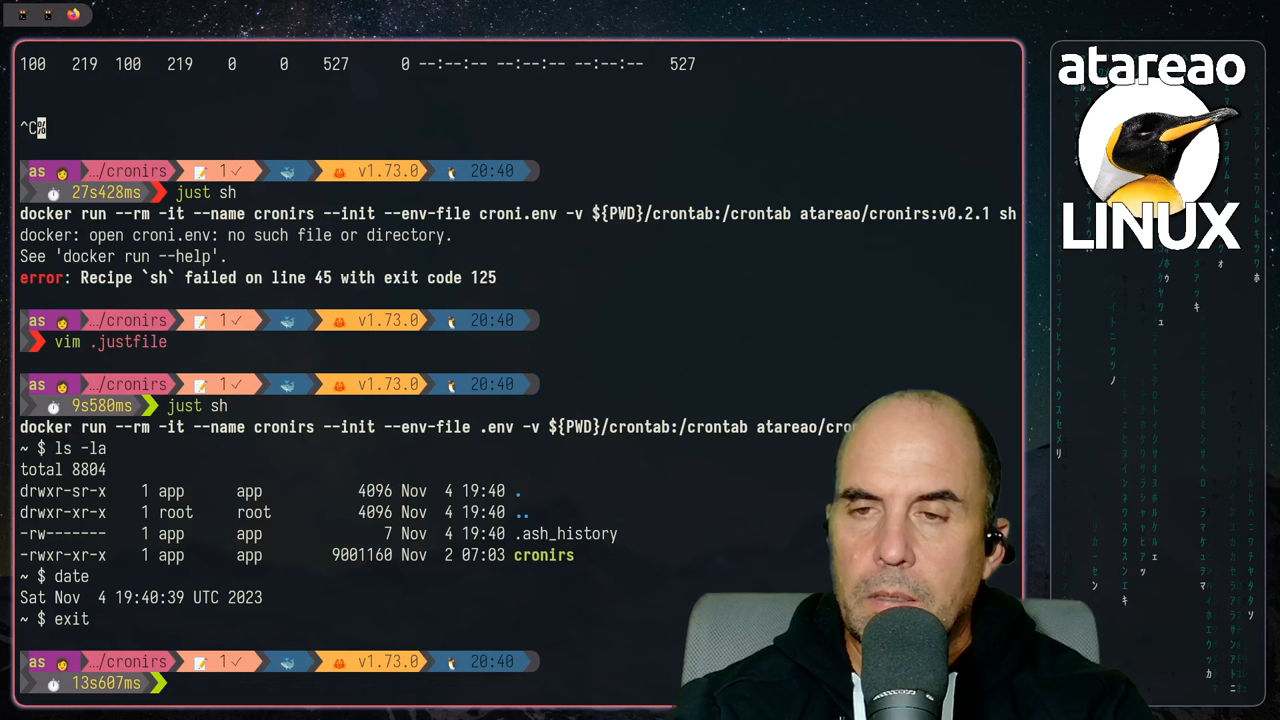 100   219  100   219    0     0    527      0 --:--:-- --:--:-- --:--:--   527
^C%
as …/cronirs 1✓ v1.73.0 20:40
27s428ms just sh
docker run --rm -it --name cronirs --init --env-file croni.env -v ${PWD}/crontab:/crontab atareao/cronirs:v0.2.1 sh
docker: open croni.env: no such file or directory.
See 'docker run --help'.
error: Recipe `sh` failed on line 45 with exit code 125
as …/cronirs 1✓ v1.73.0 20:40
vim .justfile
as …/cronirs 1✓ v1.73.0 20:40
9s580ms just sh
docker run --rm -it --name cronirs --init --env-file .env -v ${PWD}/crontab:/crontab
~ $ ls -la
total 8804
drwxr-sr-x    1 app      app           4096 Nov  4 19:40 .
drwxr-xr-x    1 root     root          4096 Nov  4 19:40 ..
-rw-------    1 app      app              7 Nov  4 19:40 .ash_history
-rwxr-xr-x    1 app      app        9001160 Nov  2 07:03 cronirs
~ $ date
Sat Nov  4 19:40:39 UTC 2023
~ $ exit
as …/cronirs 1✓ v1.73.0 20:40
13s607ms
atareao
LINUX